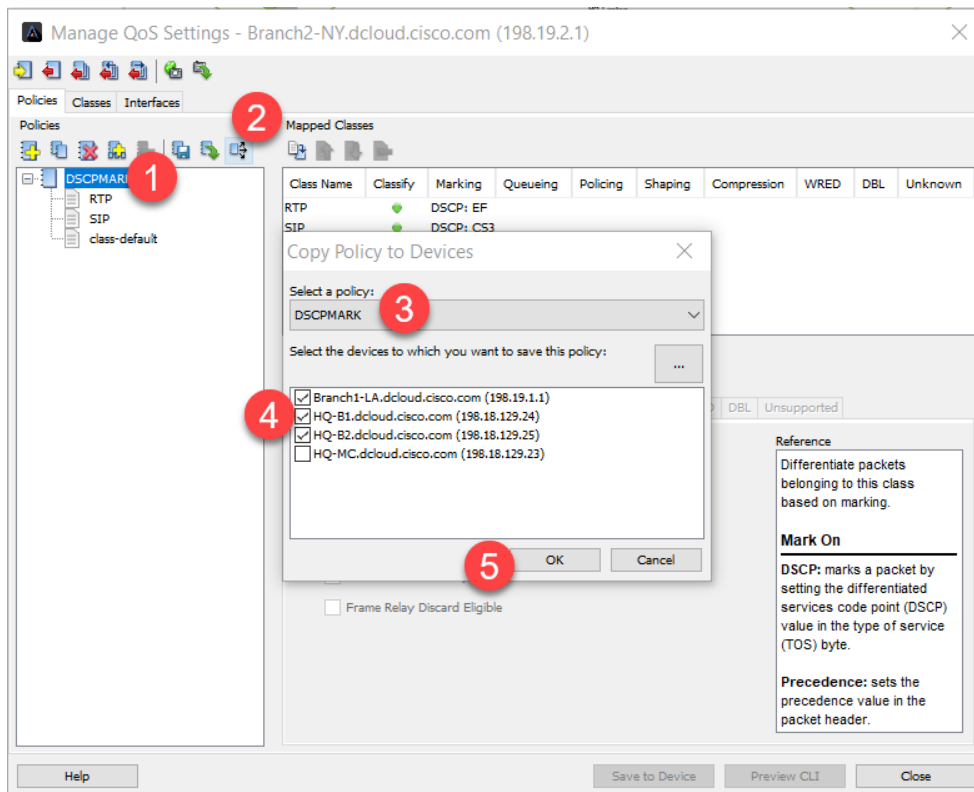 Manage QoS Settings - Branch2-NY.dcloud.cisco.com (198.19.2.1)
Policies Classes Interfaces
Policies
2
Mapped Classes
DSCPMARK
1
RTP
SIP
class-default
Class Name Classify Marking Queueing Policing Shaping Compression WRED DBL Unknown
RTP DSCP: EF
SIP DSCP: CS3
Copy Policy to Devices
Select a policy:
DSCPMARK
3
Select the devices to which you want to save this policy:
...
4
Branch1-LA.dcloud.cisco.com (198.19.1.1)
HQ-B1.dcloud.cisco.com (198.18.129.24)
HQ-B2.dcloud.cisco.com (198.18.129.25)
HQ-MC.dcloud.cisco.com (198.18.129.23)
5
OK Cancel
DBL Unsupported
Frame Relay Discard Eligible
Reference
Differentiate packets
belonging to this class
based on marking.
Mark On
DSCP: marks a packet by
setting the differentiated
services code point (DSCP)
value in the type of service
(TOS) byte.
Precedence: sets the
precedence value in the
packet header.
Help Save to Device Preview CLI Close